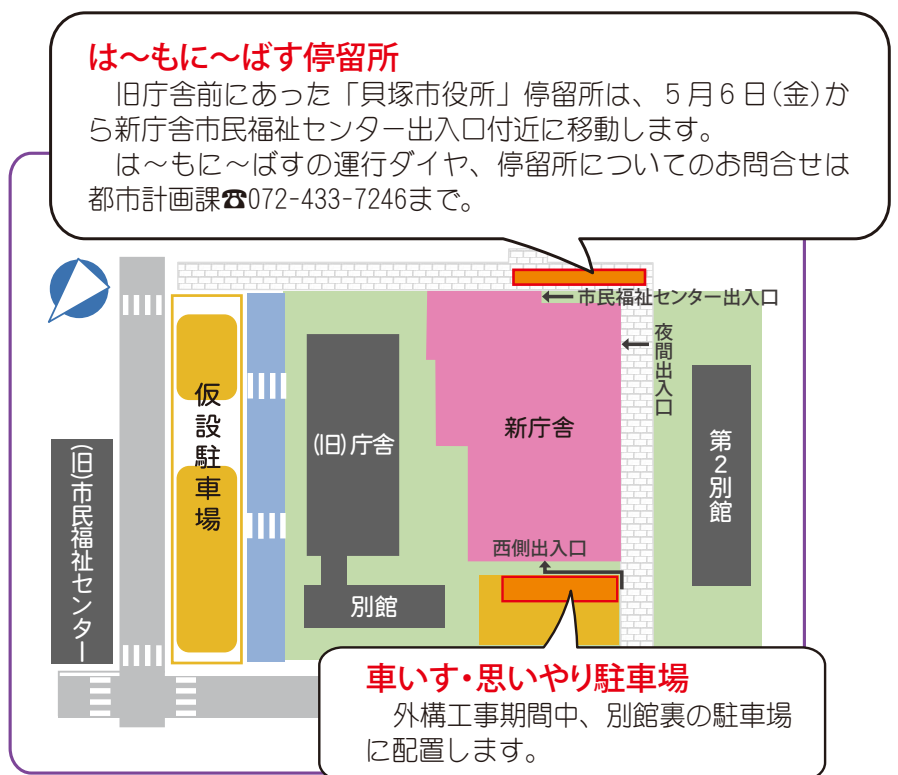 は～もに～ばす停留所
旧庁舎前にあった「貝塚市役所」停留所は、５月６日(金)か
ら新庁舎市民福祉センター出入口付近に移動します。
は～もに～ばすの運行ダイヤ、停留所についてのお問合せは
都市計画課☎072-433-7246まで。
市民福祉センター出入口
夜間出入口
仮設駐車場
(旧)庁舎
新庁舎
第２別館
(旧)市民福祉センター
西側出入口
別館
車いす・思いやり駐車場
外構工事期間中、別館裏の駐車場
に配置します。